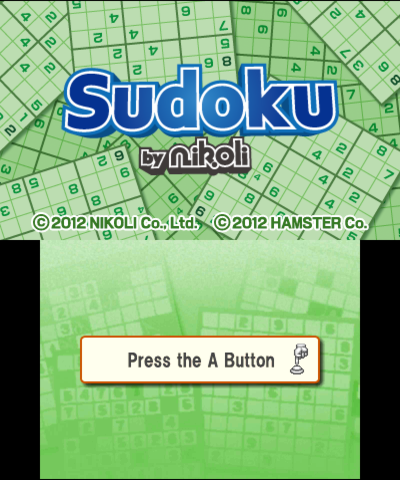 Sudoku
by nikoli
© 2012 NIKOLI Co., Ltd. © 2012 HAMSTER Co.
Press the A Button